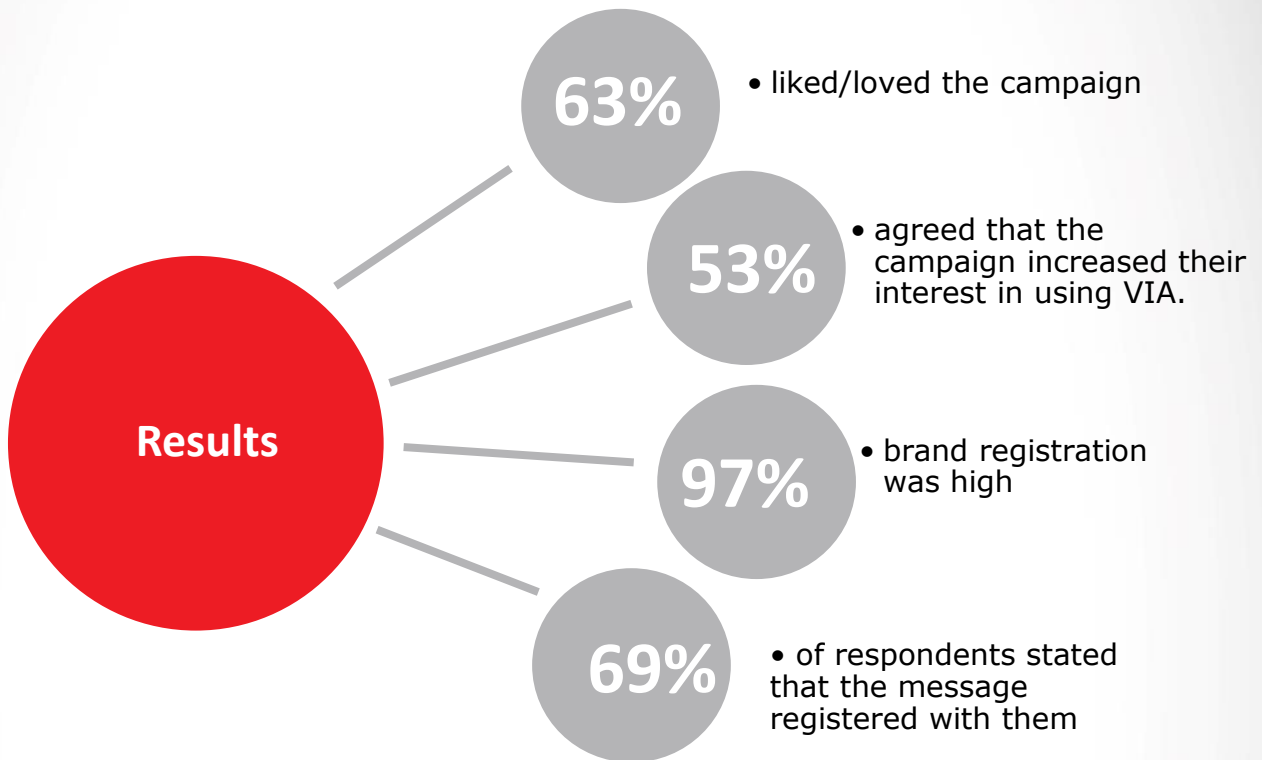 Results
63%
• liked/loved the campaign
53%
• agreed that the
campaign increased their
interest in using VIA.
97%
• brand registration
was high
69%
• of respondents stated
that the message
registered with them